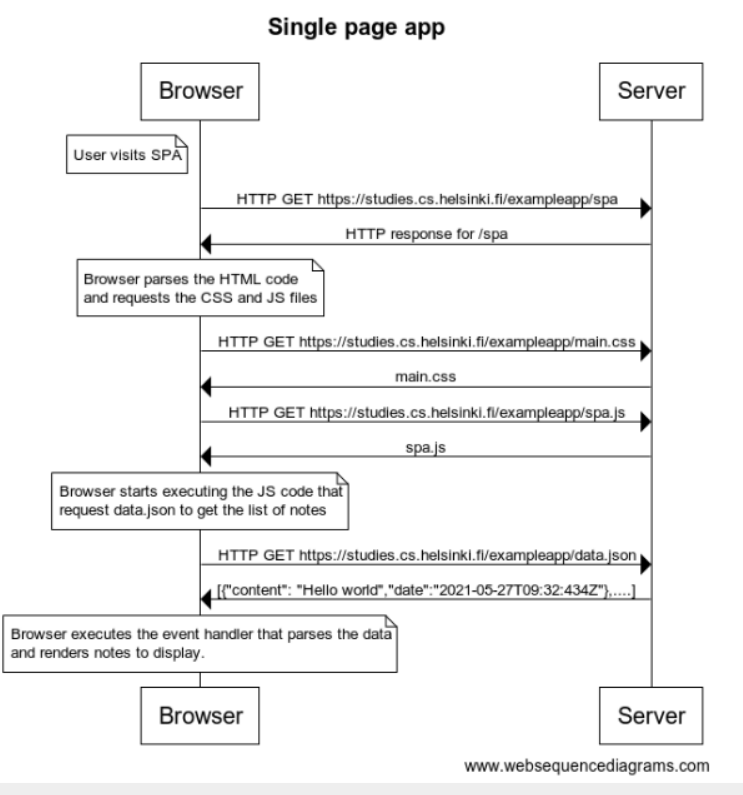 Single page app
Browser
Server
User visits SPA
HTTP GET https://studies.cs.helsinki.fi/exampleapp/spa
HTTP response for /spa
Browser parses the HTML code
and requests the CSS and JS files
HTTP GET https://studies.cs.helsinki.fi/exampleapp/main.css
main.css
HTTP GET https://studies.cs.helsinki.fi/exampleapp/spa.js
spa.js
Browser starts executing the JS code that
request data.json to get the list of notes
HTTP GET https://studies.cs.helsinki.fi/exampleapp/data.json
[{"content": "Hello world","date":"2021-05-27T09:32:434Z"},....]
Browser executes the event handler that parses the data
and renders notes to display.
Browser
Server
www.websequencediagrams.com